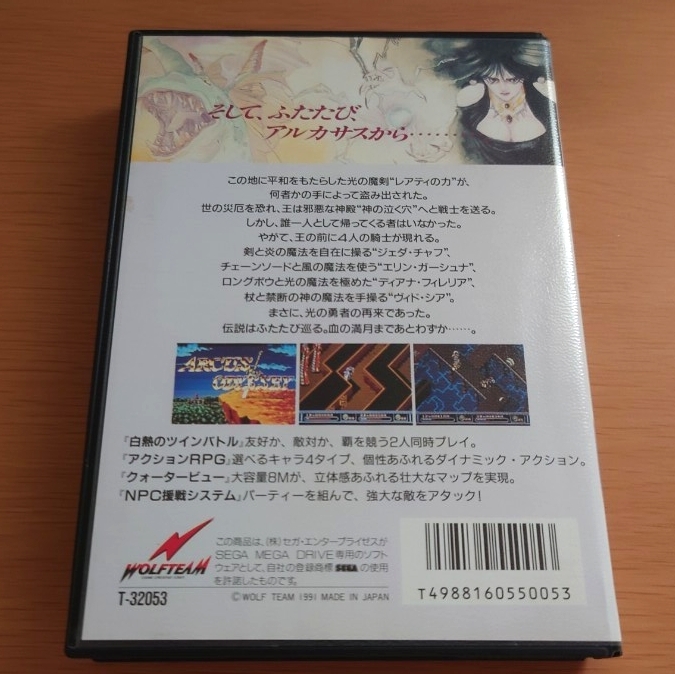 そして、ふたたび、
アルカサスから……
この地に平和をもたらした光の魔剣“レアティの力”が、
何者かの手によって盗み出された。
世の災厄を恐れ、王は邪悪な神殿“神の泣く穴”へと戦士を送る。
しかし、誰一人として帰ってくる者はいなかった。
やがて、王の前に4人の騎士が現れる。
剣と炎の魔法を自在に操る“ジェダ・チャフ”、
チェーンソードと風の魔法を使う“エリン・ガーシュナ”、
ロングボウと光の魔法を極めた“ディアナ・フィレリア”、
杖と禁断の神の魔法を手操る“ヴィド・シア”。
まさに、光の勇者の再来であった。
伝説はふたたび巡る。血の満月まであとわずか……。
ARCUS
ODYSSEY
『白熱のツインバトル』友好か、敵対か、覇を競う2人同時プレイ。
『アクションRPG』選べるキャラ4タイプ、個性あふれるダイナミック・アクション。
『クォータービュー』大容量8Mが、立体感あふれる壮大なマップを実現。
『NPC援戦システム』パーティーを組んで、強大な敵をアタック!
WOLFTEAM
T-32053
この商品は、(株)セガ・エンタープライゼスが
SEGA MEGA DRIVE専用のソフト
ウェアとして、自社の登録商標 SEGA の使用
を許諾したものです。
©WOLF TEAM 1991 MADE IN JAPAN
T4988160550053